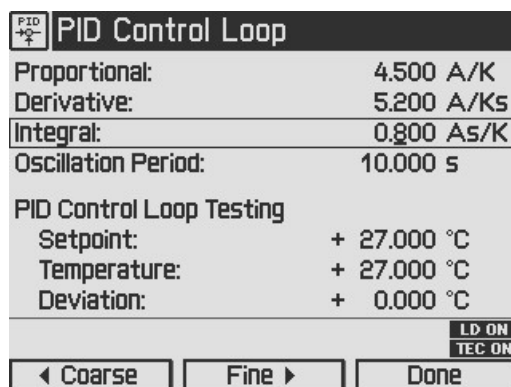 PID
PID Control Loop
Proportional: 4.500 A/K
Derivative: 5.200 A/Ks
Integral: 0.800 As/K
Oscillation Period: 10.000 s
PID Control Loop Testing
Setpoint: + 27.000 °C
Temperature: + 27.000 °C
Deviation: + 0.000 °C
LD ON
TEC ON
◂ Coarse Fine ▸ Done